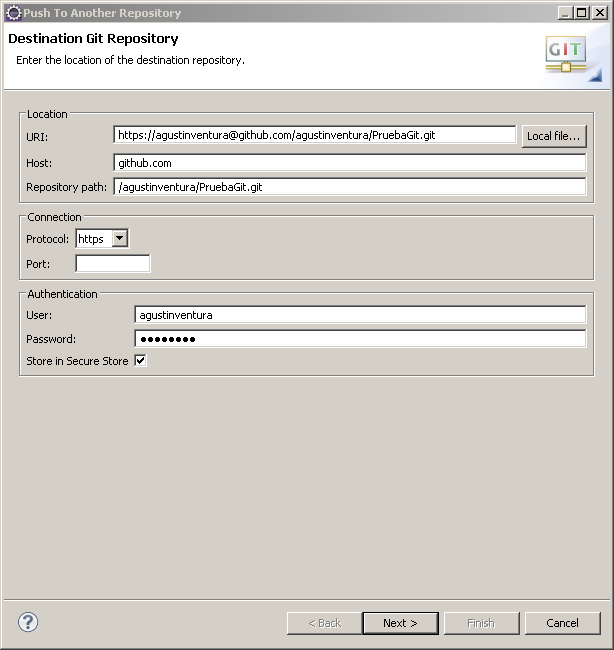 Push To Another Repository
Destination Git Repository
Enter the location of the destination repository.
GIT
Location
URI: https://agustinventura@github.com/agustinventura/PruebaGit.git Local file...
Host: github.com
Repository path: /agustinventura/PruebaGit.git
Connection
Protocol: https
Port:
Authentication
User: agustinventura
Password: ●●●●●●●●
Store in Secure Store
? < Back Next > Finish Cancel